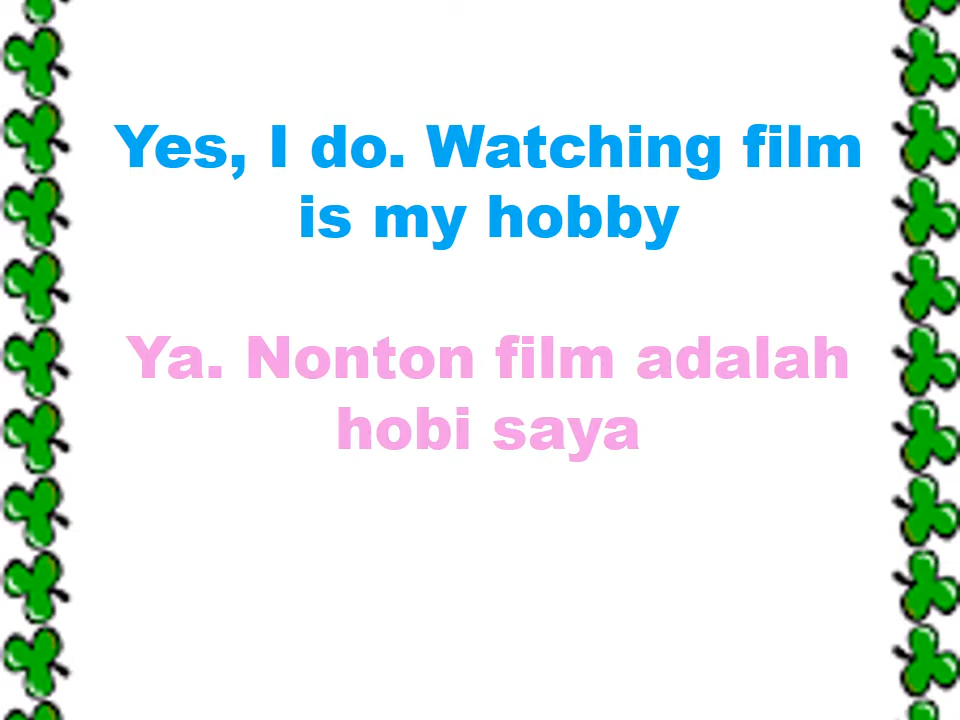 Yes, I do. Watching film
is my hobby
Ya. Nonton film adalah
hobi saya